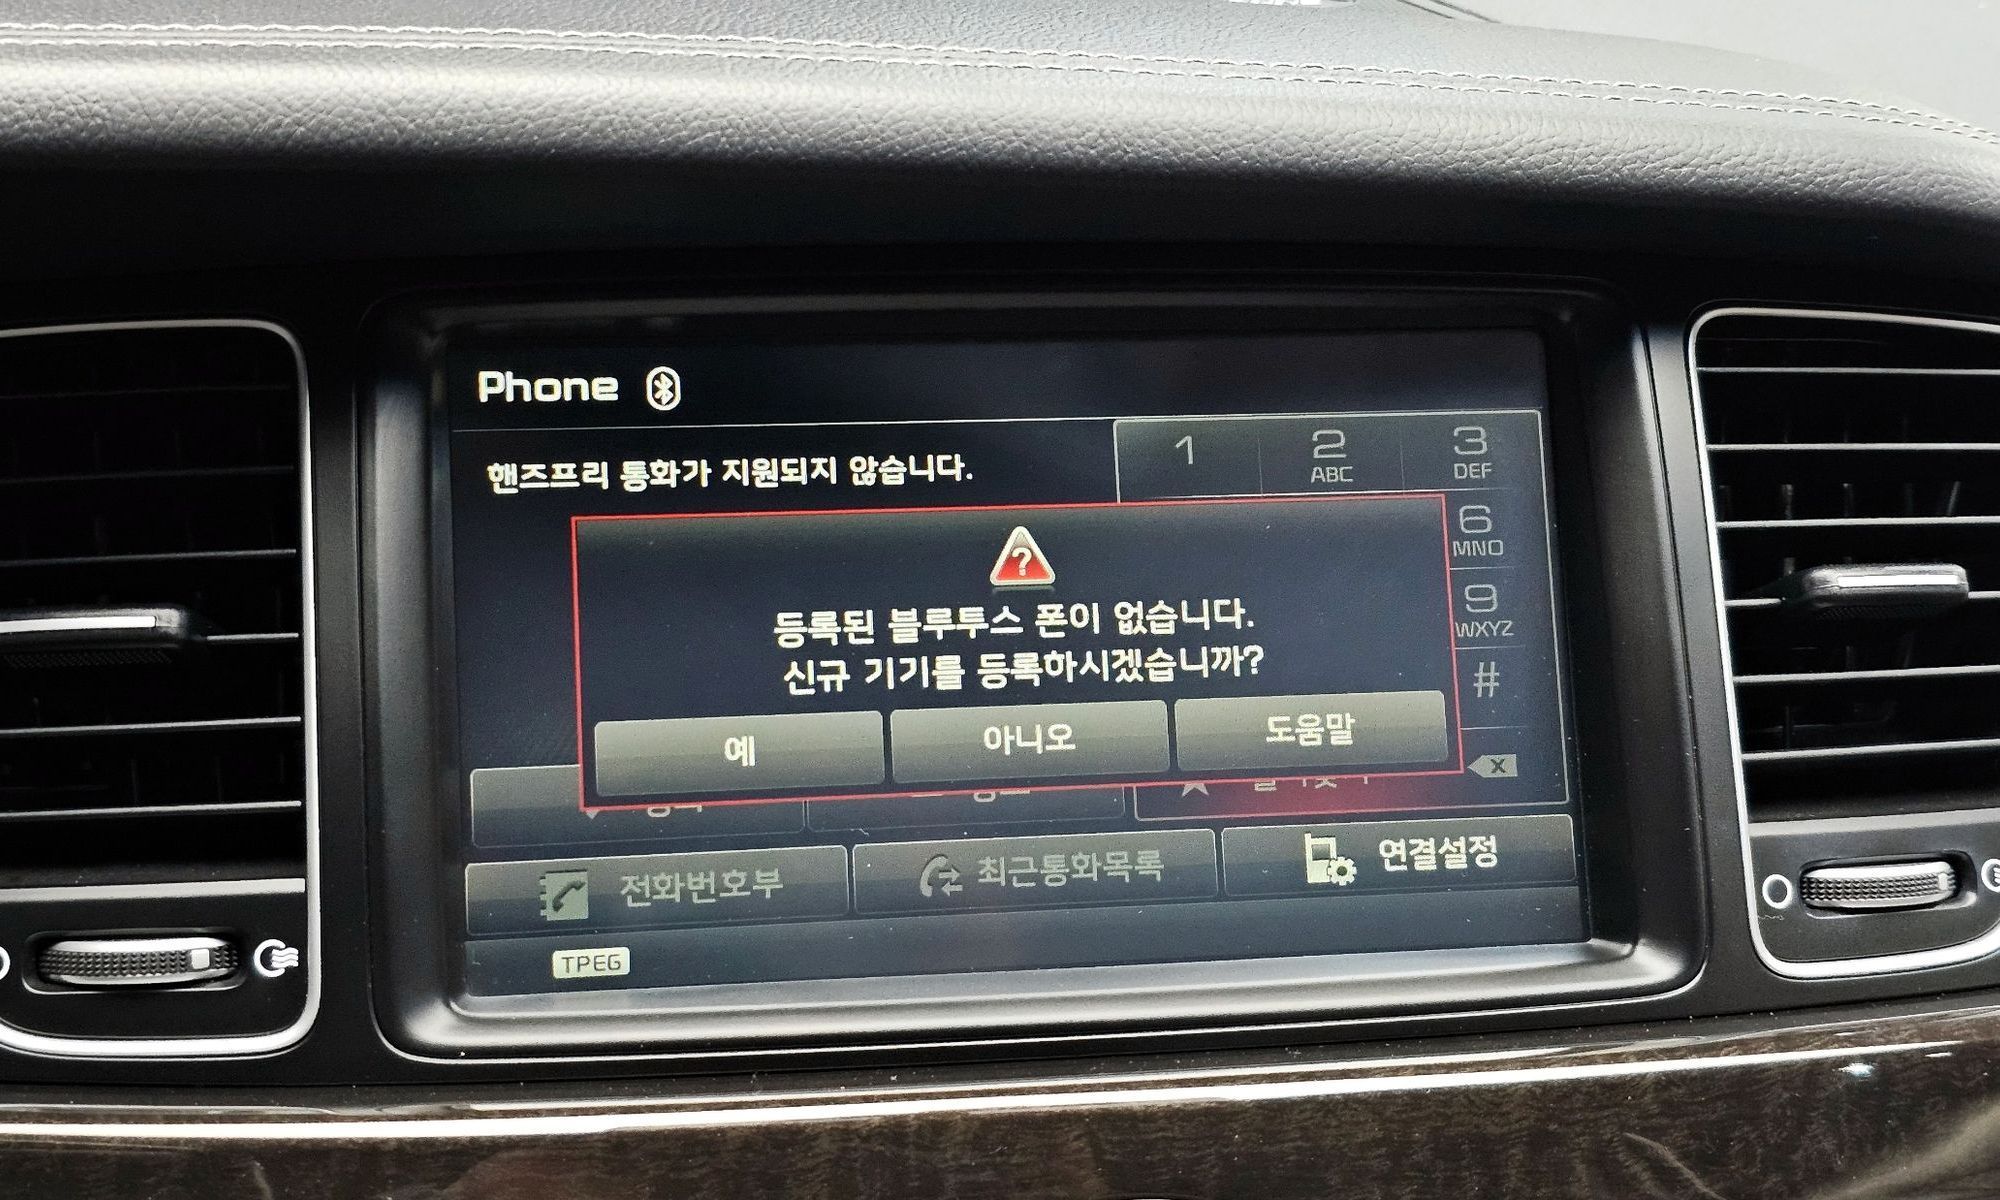 Phone
핸즈프리 통화가 지원되지 않습니다.
1
2
ABC
3
DEF
6
MNO
9
WXYZ
#
등록된 블루투스 폰이 없습니다.
신규 기기를 등록하시겠습니까?
예
아니오
도움말
전화번호부
최근통화목록
연결설정
TPEG